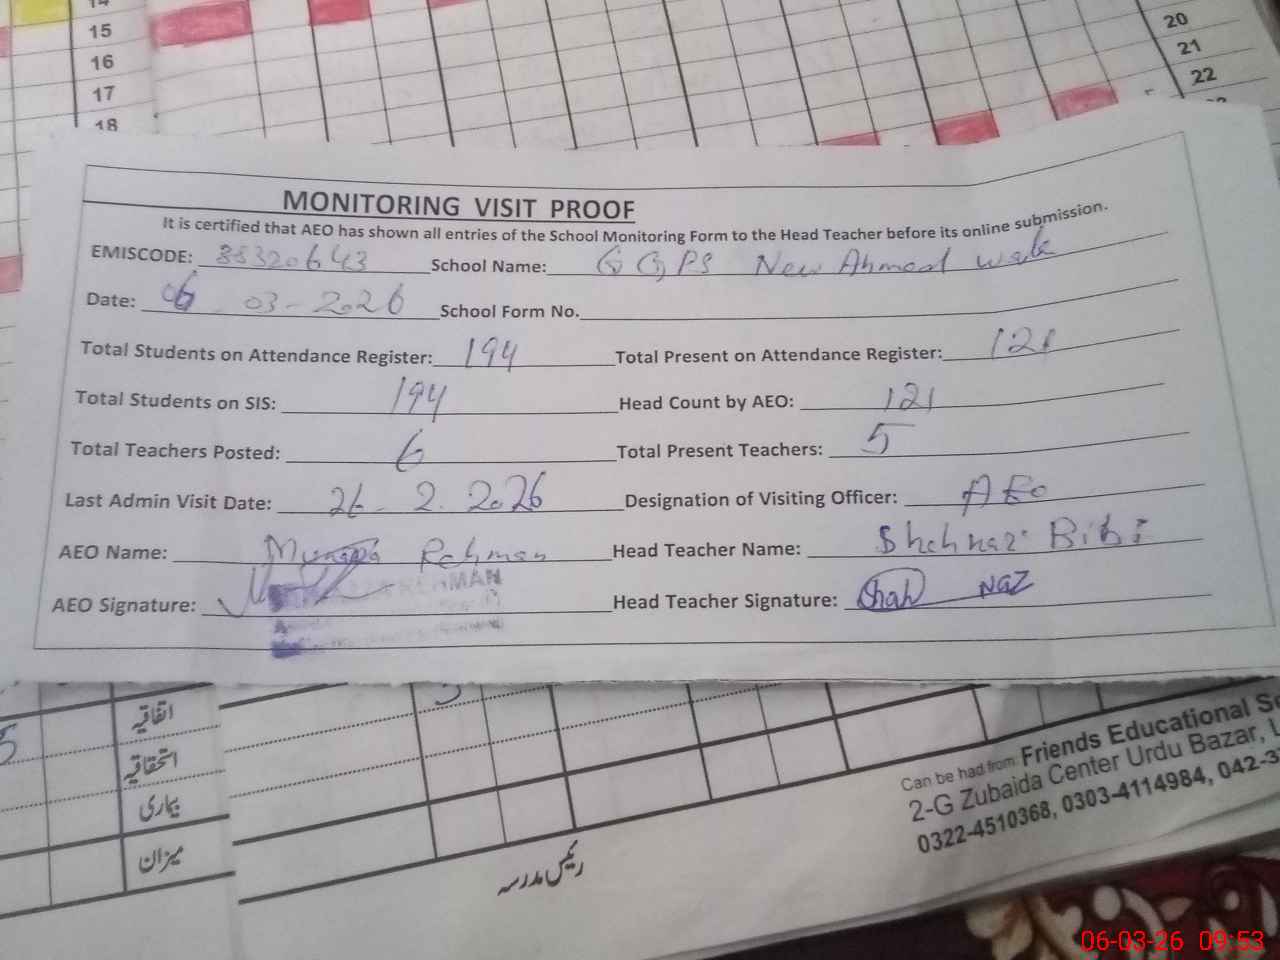 14
15
16
17
18
20
21
22
MONITORING VISIT PROOF
It is certified that AEO has shown all entries of the School Monitoring Form to the Head Teacher before its online submission.
EMISCODE: 38320643 School Name: GGPS New Ahmad
Date: 06-03-2026 School Form No.
Total Students on Attendance Register: 194 Total Present on Attendance Register: 121
Total Students on SIS: 194 Head Count by AEO: 121
Total Teachers Posted: 6 Total Present Teachers: 5
Last Admin Visit Date: 26-2-2026 Designation of Visiting Officer: AEO
AEO Name: Rehman Head Teacher Name: Shehnaz Bibi
AEO Signature: Head Teacher Signature: Shah Naz
REHMAN
5
اتفاقیہ
استحقاقیہ
بیماری
میزان
رئیس مدرسہ
Can be had from: Friends Educational
2-G Zubaida Center Urdu Bazar,
0322-4510368, 0303-4114984, 042-3
06-03-26 09:53